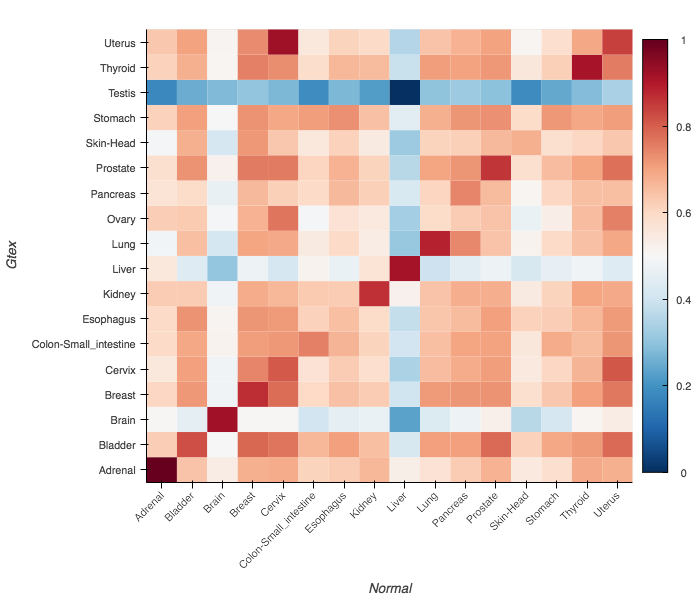 Gtex
Uterus
Thyroid
Testis
Stomach
Skin-Head
Prostate
Pancreas
Ovary
Lung
Liver
Kidney
Esophagus
Colon-Small_intestine
Cervix
Breast
Brain
Bladder
Adrenal
Adrenal
Bladder
Brain
Breast
Cervix
Colon-Small_intestine
Esophagus
Kidney
Liver
Lung
Pancreas
Prostate
Skin-Head
Stomach
Thyroid
Uterus
Normal
1
0.8
0.6
0.4
0.2
0